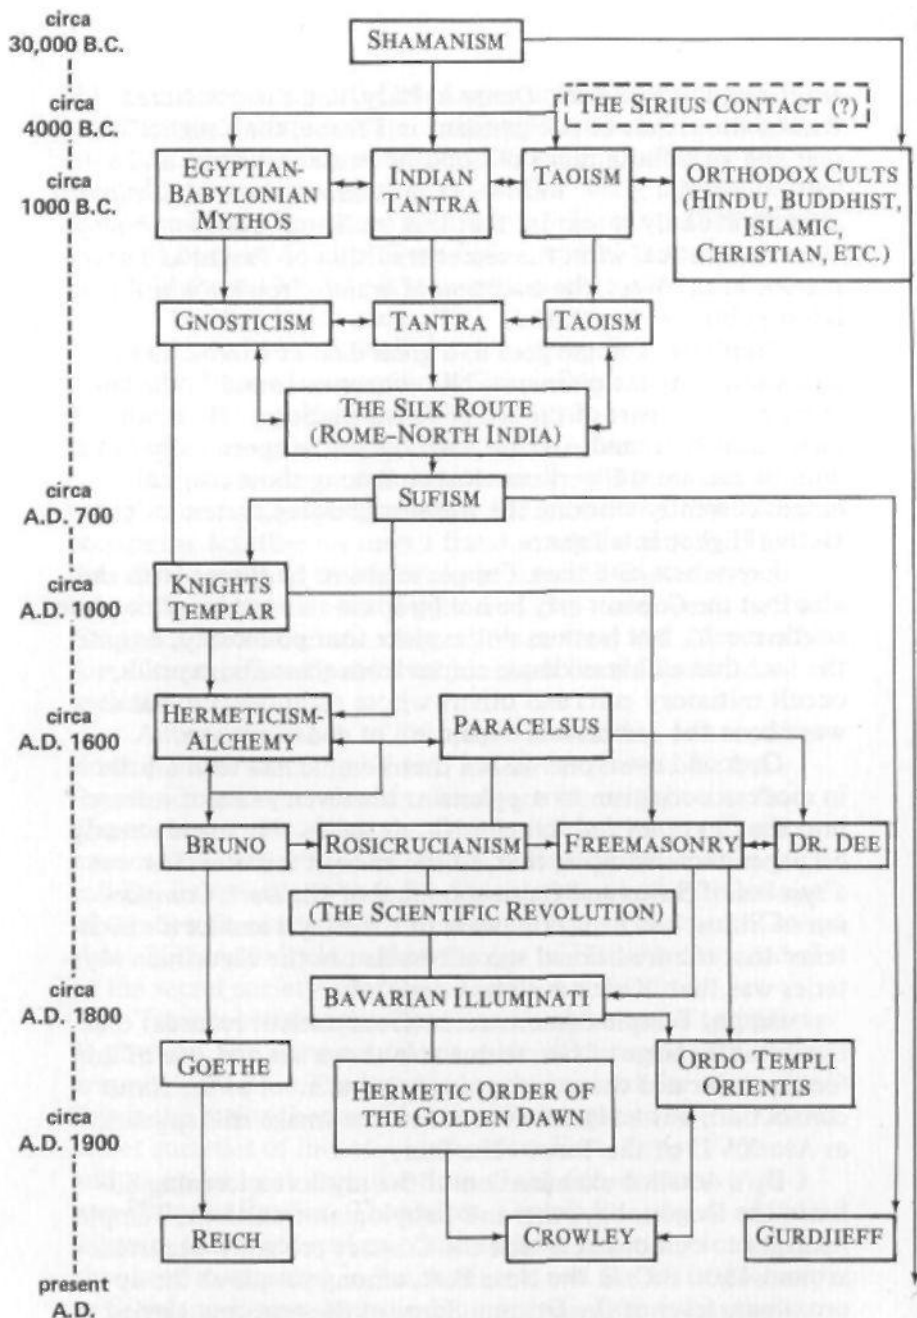 circa
30,000 B.C.
SHAMANISM
circa
4000 B.C.
THE SIRIUS CONTACT (?)
circa
1000 B.C.
EGYPTIAN-
BABYLONIAN
MYTHOS
INDIAN
TANTRA
TAOISM
ORTHODOX CULTS
(HINDU, BUDDHIST,
ISLAMIC,
CHRISTIAN, ETC.)
GNOSTICISM
TANTRA
TAOISM
THE SILK ROUTE
(ROME–NORTH INDIA)
circa
A.D. 700
SUFISM
circa
A.D. 1000
KNIGHTS
TEMPLAR
circa
A.D. 1600
HERMETICISM-
ALCHEMY
PARACELSUS
BRUNO
ROSICRUCIANISM
FREEMASONRY
DR. DEE
(THE SCIENTIFIC REVOLUTION)
circa
A.D. 1800
BAVARIAN ILLUMINATI
GOETHE
HERMETIC ORDER OF
THE GOLDEN DAWN
ORDO TEMPLI
ORIENTIS
circa
A.D. 1900
REICH
CROWLEY
GURDJIEFF
present
A.D.